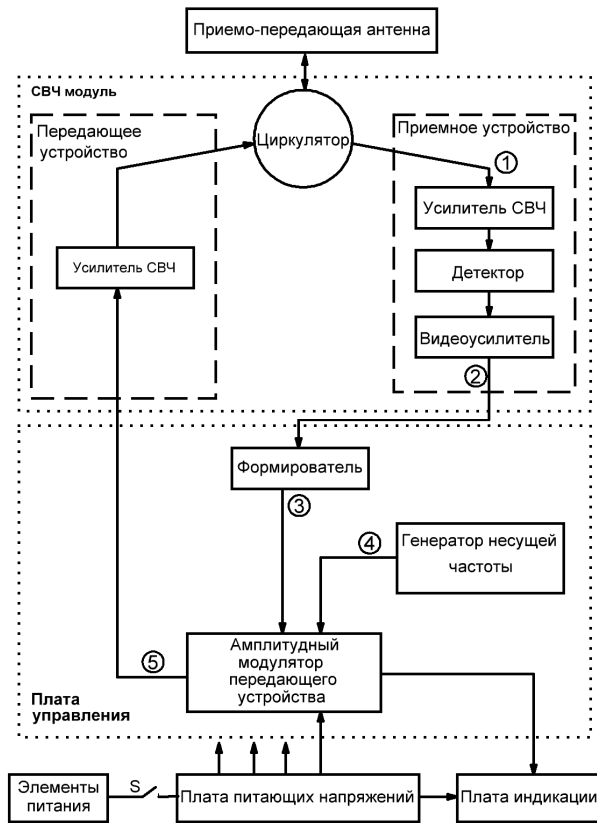 Приемо-передающая антенна
СВЧ модуль
Передающее
устройство
Циркулятор
Приемное устройство
1
Усилитель СВЧ
Усилитель СВЧ
Детектор
Видеоусилитель
2
Формирователь
3
4
Генератор несущей
частоты
Амплитудный
модулятор
передающего
устройства
5
Плата
управления
Элементы
питания
S
Плата питающих напряжений
Плата индикации